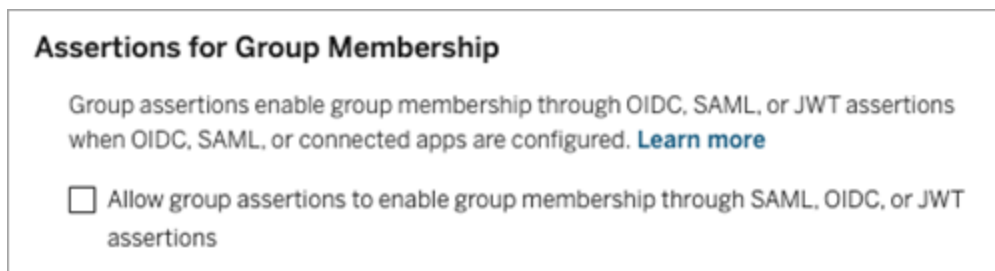 Assertions for Group Membership
Group assertions enable group membership through OIDC, SAML, or JWT assertions
when OIDC, SAML, or connected apps are configured. Learn more
Allow group assertions to enable group membership through SAML, OIDC, or JWT
assertions